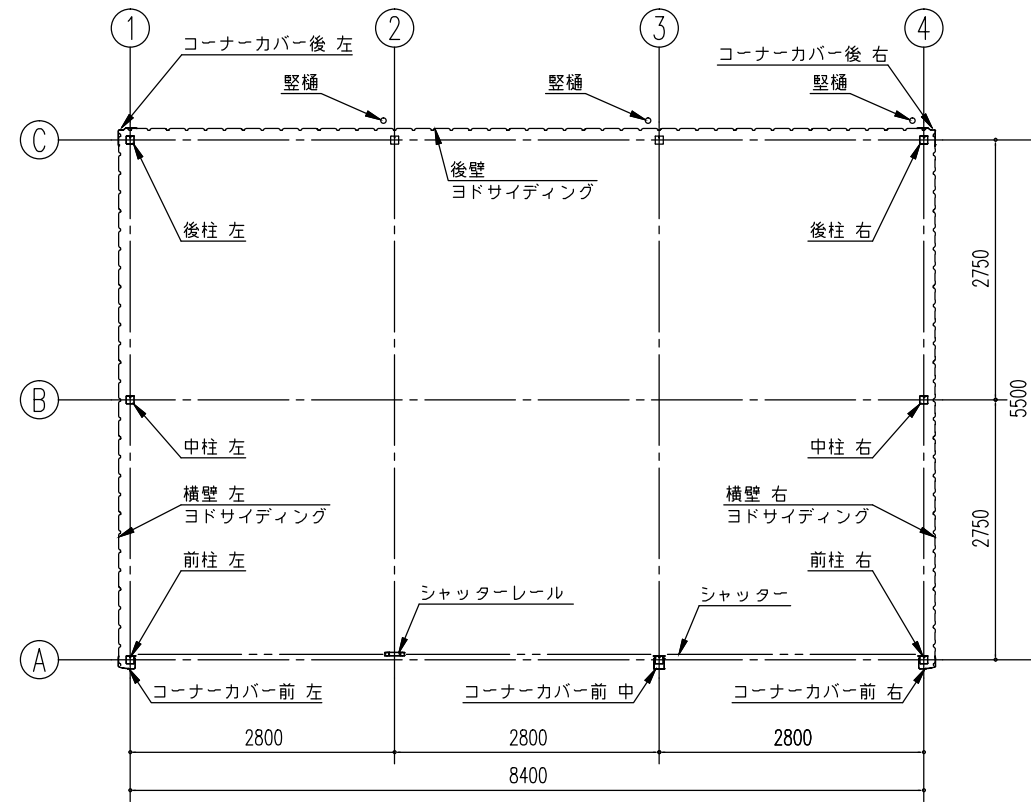 1
2
3
4
コーナーカバー後 左
コーナーカバー後 右
竪樋
竪樋
竪樋
C
後壁
ヨドサイディング
後柱 左
後柱 右
2750
B
5500
中柱 左
中柱 右
横壁 左
ヨドサイディング
横壁 右
ヨドサイディング
2750
前柱 左
前柱 右
シャッターレール
シャッター
A
コーナーカバー前 左
コーナーカバー前 中
コーナーカバー前 右
2800
2800
2800
8400